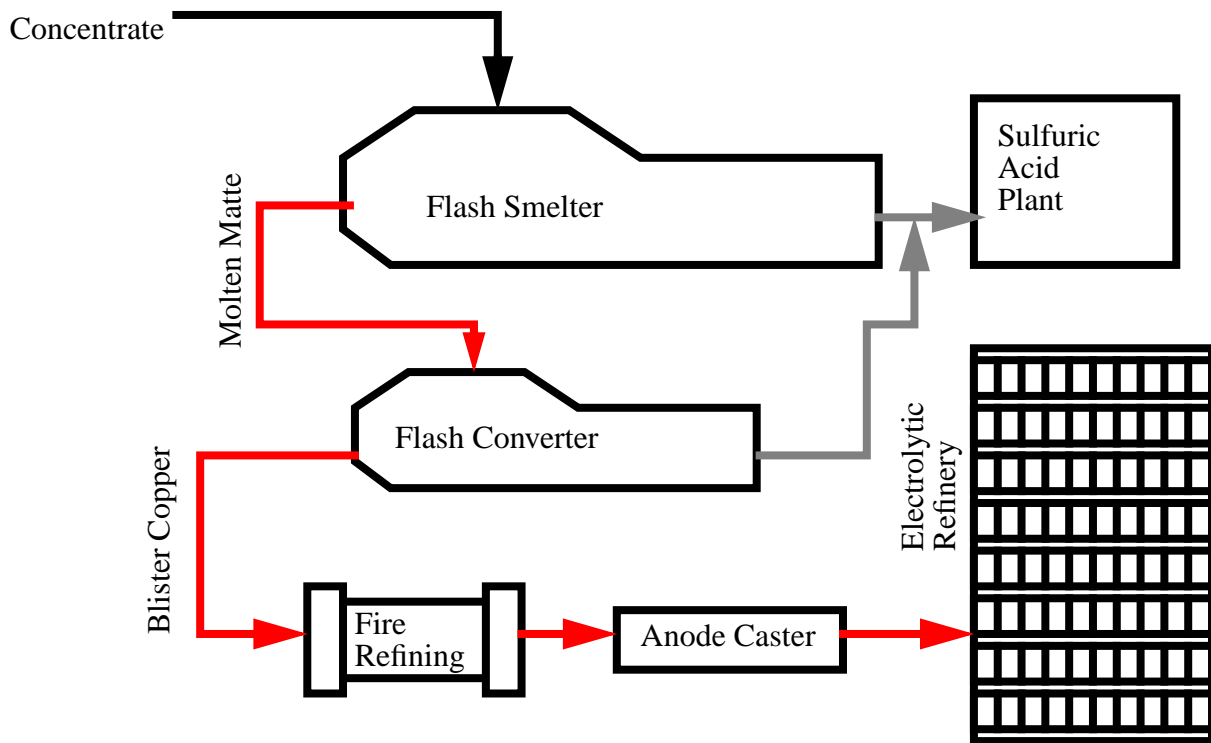 Concentrate
Sulfuric
Acid
Plant
Flash Smelter
Molten Matte
Flash Converter
Electrolytic
Refinery
Blister Copper
Fire
Refining
Anode Caster